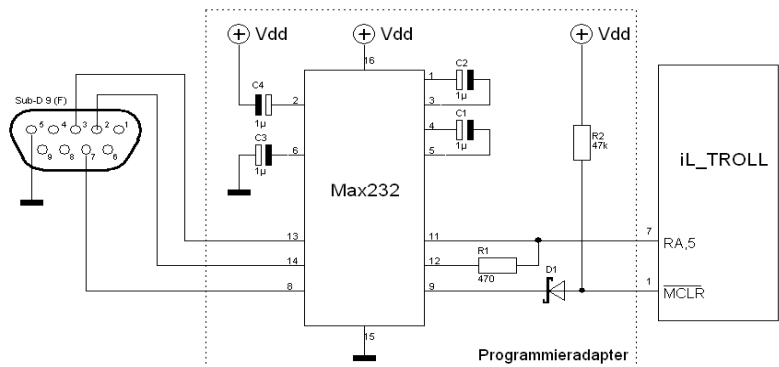 Vdd
Vdd
Vdd
16
C4
1µ
2
C2
1
1µ
3
Sub-D 9 (F)
5
4
3
2
1
9
8
7
6
C3
1µ
6
C1
4
1µ
5
R2
47k
iL_TROLL
Max232
13
11
7
RA,5
14
12
R1
470
8
9
D1
1
MCLR
15
Programmieradapter